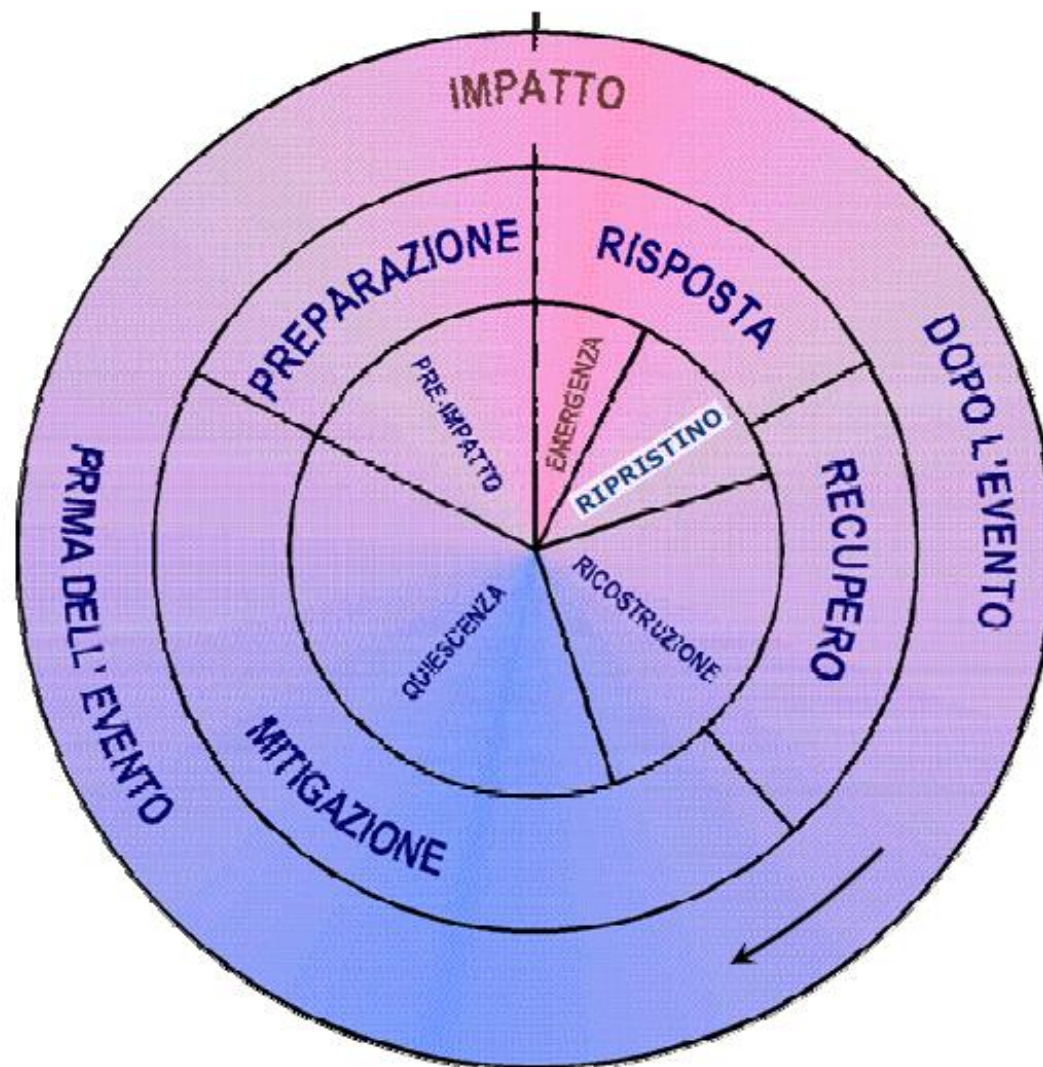 IMPATTO
PREPARAZIONE
RISPOSTA
PRE-IMPATTO
EMERGENZA
RIPRISTINO
DOPO L'EVENTO
PRIMA DELL'EVENTO
RECUPERO
QUIESCENZA
RICOSTRUZIONE
MITIGAZIONE